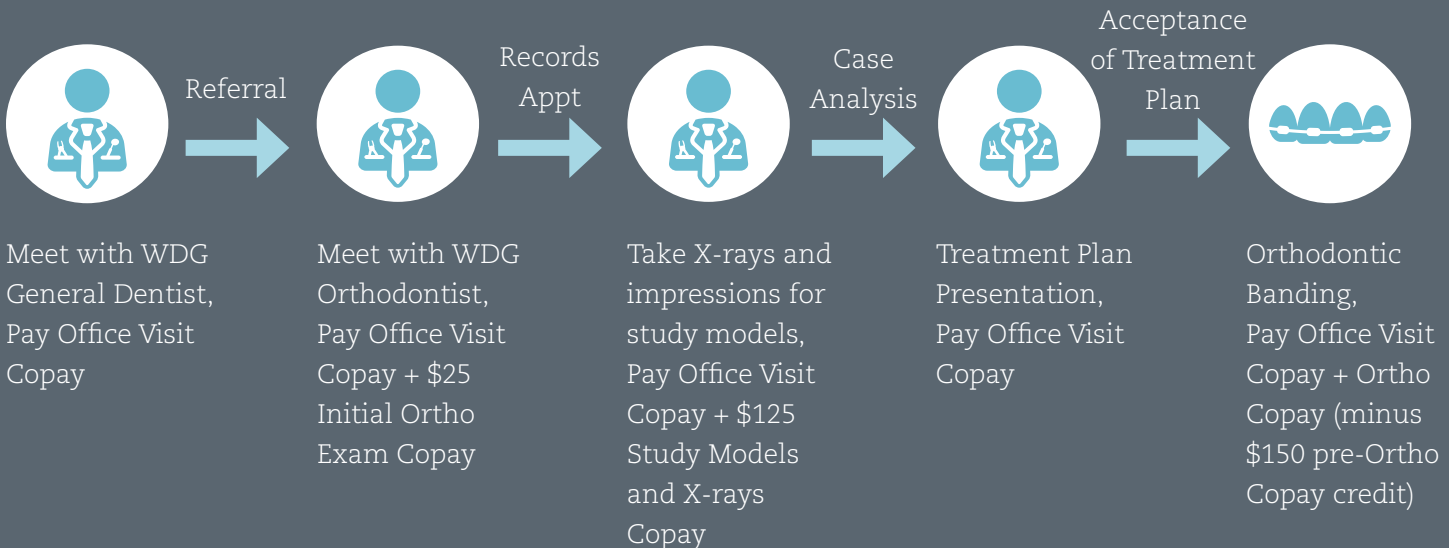 Referral
Records
Appt
Case
Analysis
Acceptance
of Treatment
Plan
Meet with WDG
General Dentist,
Pay Office Visit
Copay
Meet with WDG
Orthodontist,
Pay Office Visit
Copay + $25
Initial Ortho
Exam Copay
Take X-rays and
impressions for
study models,
Pay Office Visit
Copay + $125
Study Models
and X-rays
Copay
Treatment Plan
Presentation,
Pay Office Visit
Copay
Orthodontic
Banding,
Pay Office Visit
Copay + Ortho
Copay (minus
$150 pre-Ortho
Copay credit)